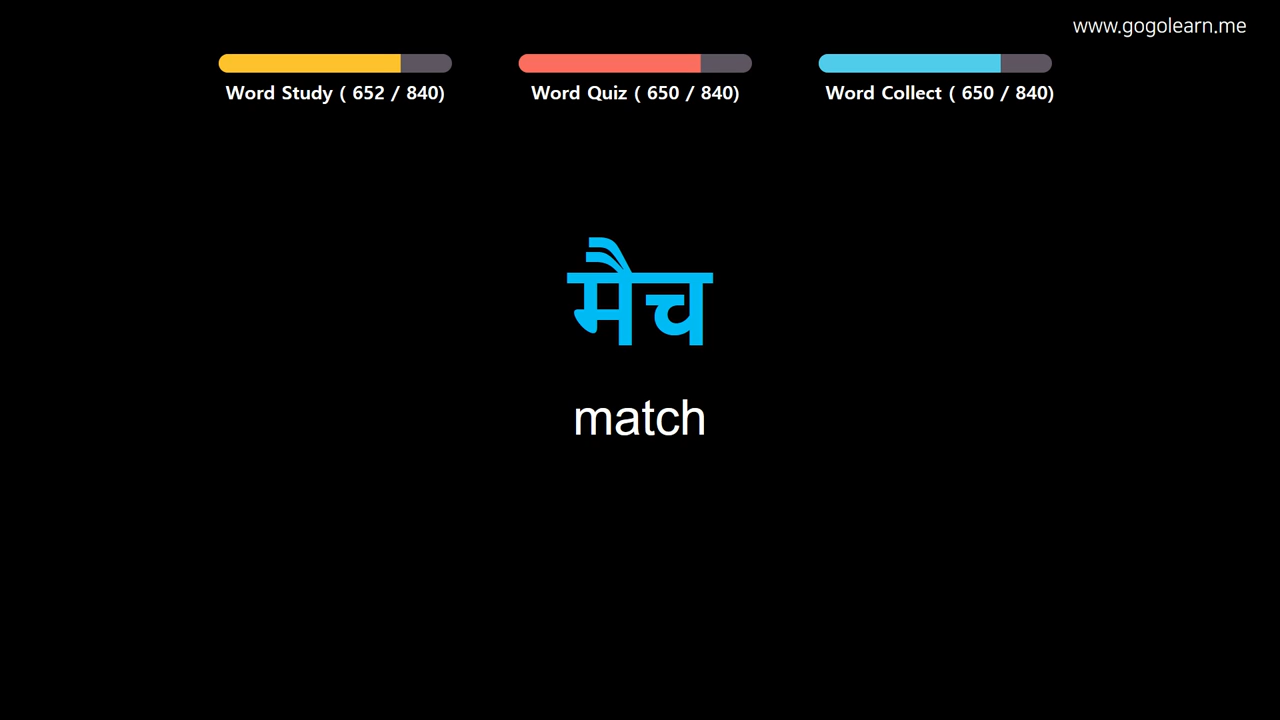 www.gogolearn.me
Word Study ( 652 / 840)
Word Quiz ( 650 / 840)
Word Collect ( 650 / 840)
मैच
match